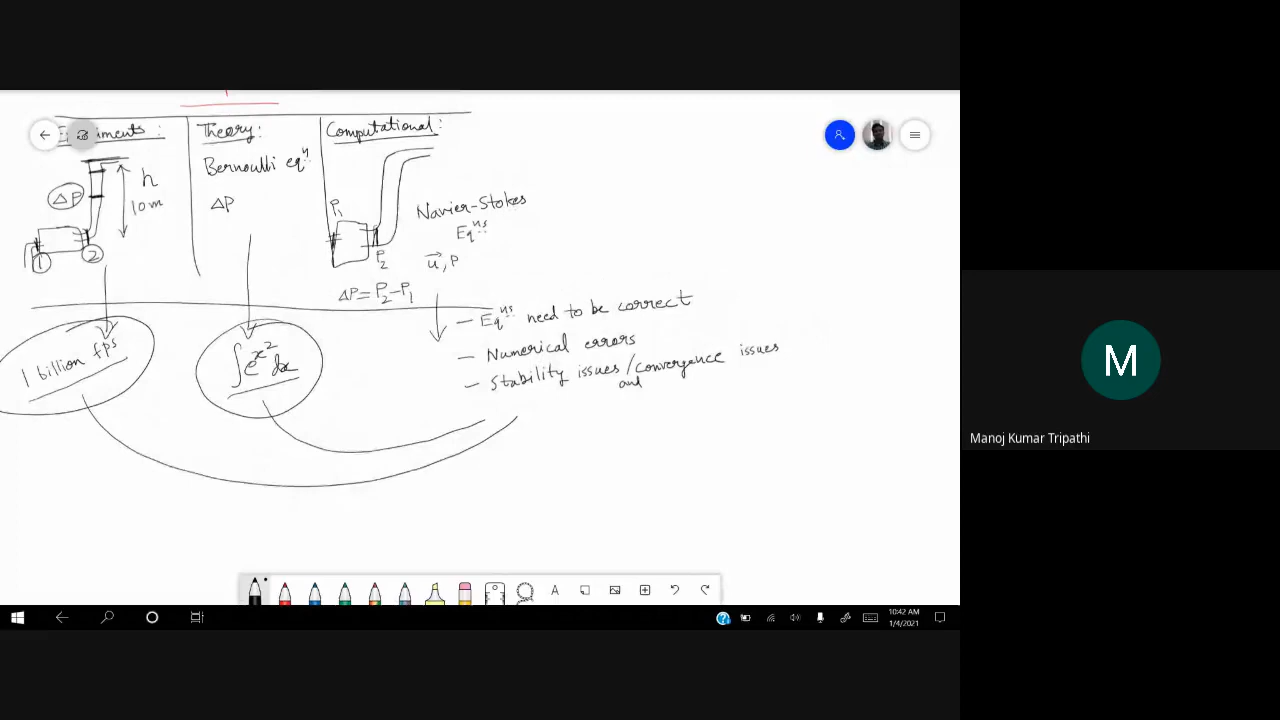 iments :
ΔP
h
10 m
1
2
1 billion fps
Theory :
Bernoulli eqⁿ.
ΔP
∫e^x² dx
Computational :
P₁
P₂
Navier-Stokes
Eqⁿˢ.
u⃗, P
ΔP = P₂-P₁
— Eqⁿˢ. need to be correct
— Numerical errors
— Stability issues / convergence issues
and
M
Manoj Kumar Tripathi
A
10:42 AM
1/4/2021